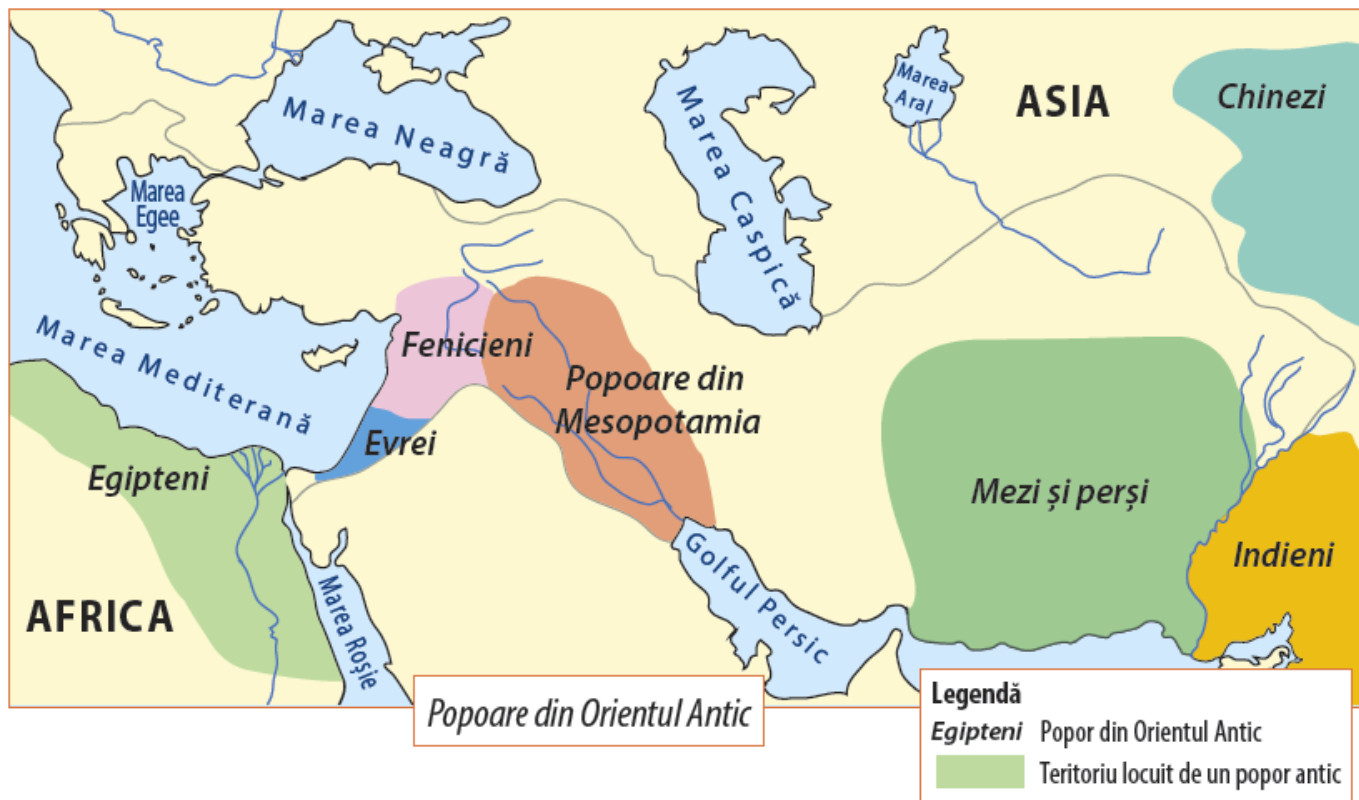 Marea Neagră
Marea
Egee
Marea Caspică
Marea
Aral
ASIA
Chinezi
Marea Mediterană
Fenicieni
Popoare din
Mesopotamia
Evrei
Egipteni
Mezi și perși
Indieni
AFRICA
Marea Roșie
Golful Persic
Popoare din Orientul Antic
Legendă
Egipteni Popor din Orientul Antic
Teritoriu locuit de un popor antic